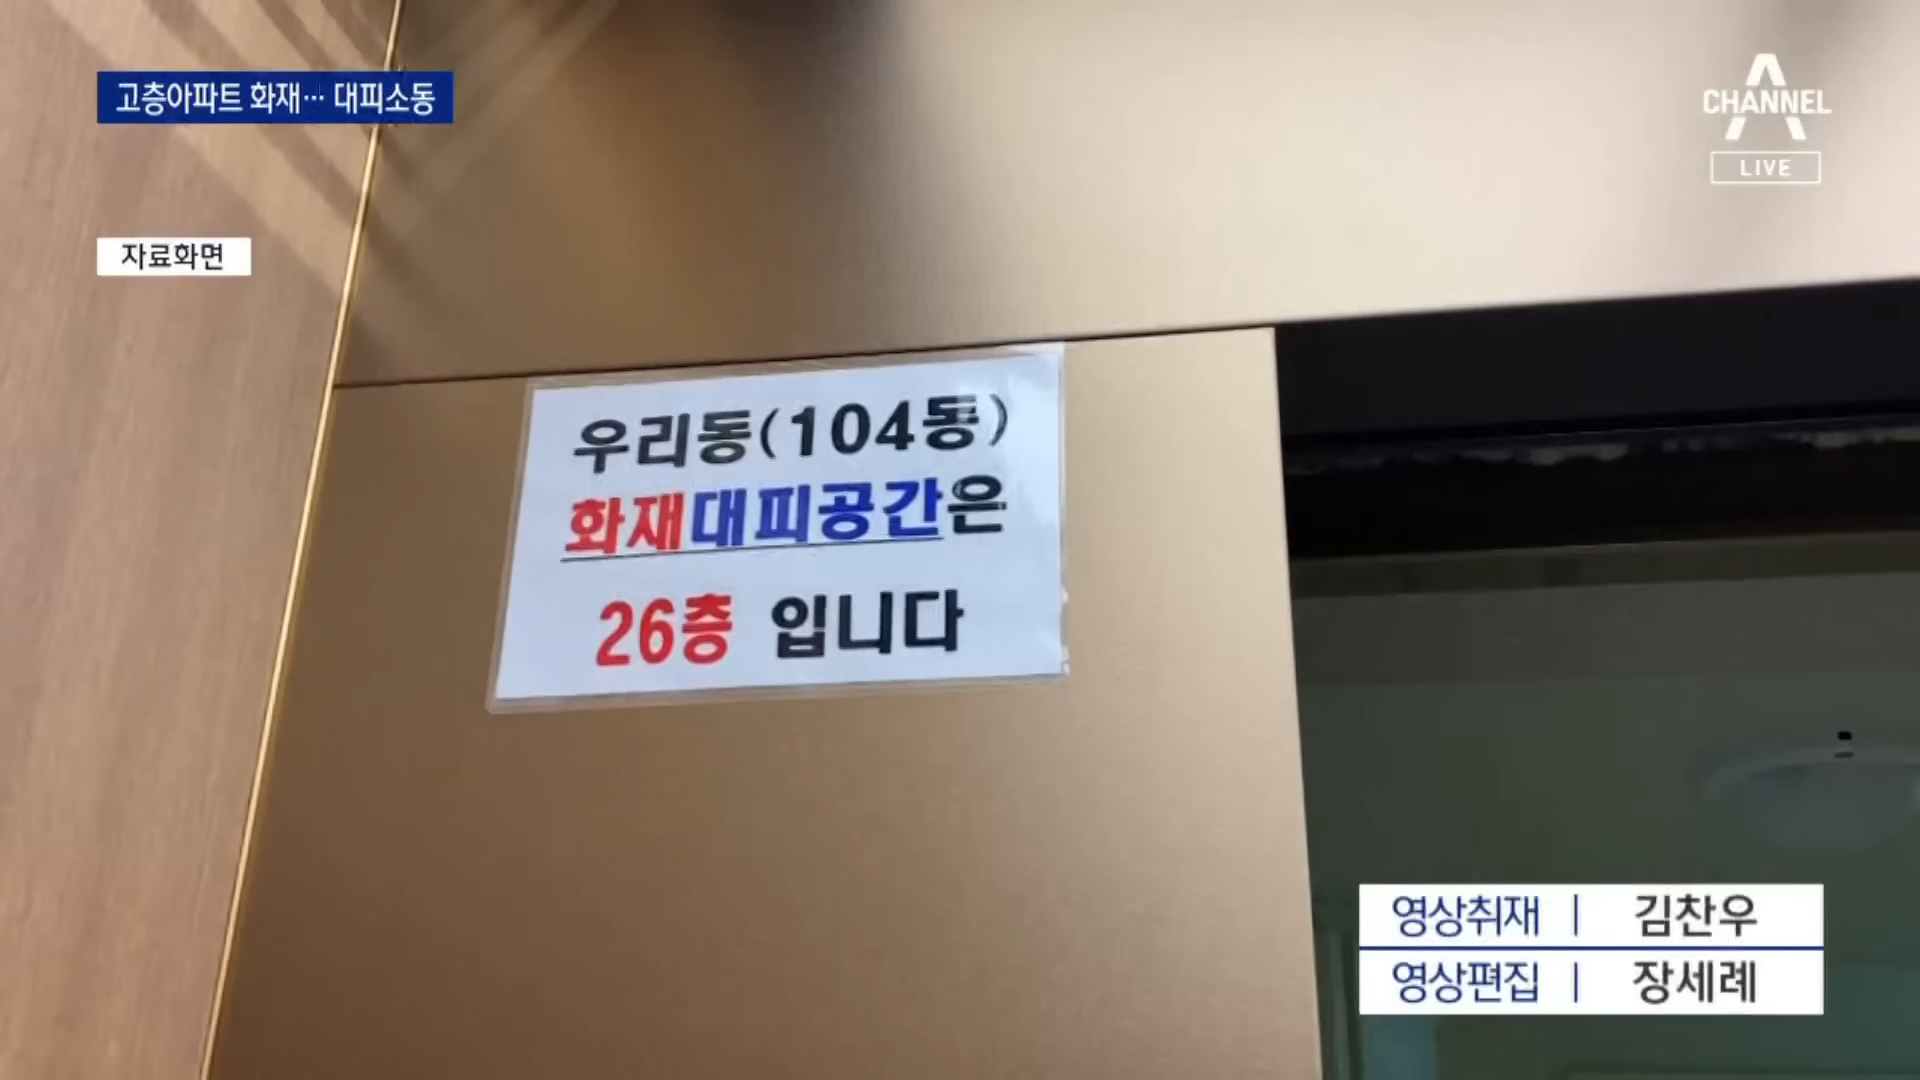 고층아파트 화재… 대피소동
CHANNEL A
LIVE
자료화면
우리동(104동)
화재대피공간은
26층 입니다
영상취재 | 김찬우
영상편집 | 장세례